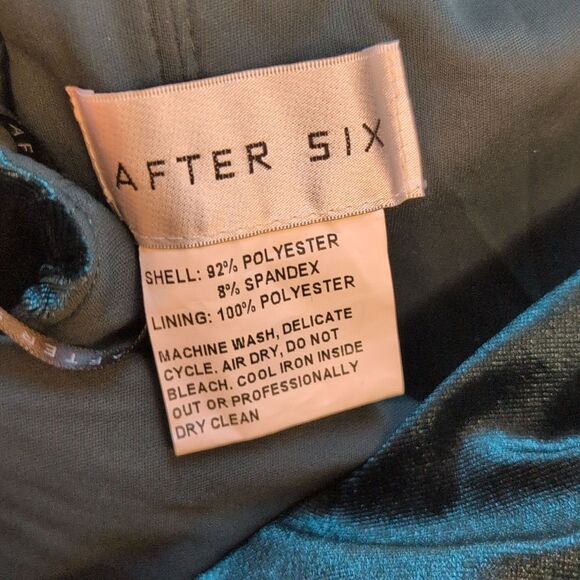 AFTER SIX
SHELL: 92% POLYESTER
8% SPANDEX
LINING: 100% POLYESTER
MACHINE WASH, DELICATE
CYCLE. AIR DRY, DO NOT
BLEACH. COOL IRON INSIDE
OUT OR PROFESSIONALLY
DRY CLEAN